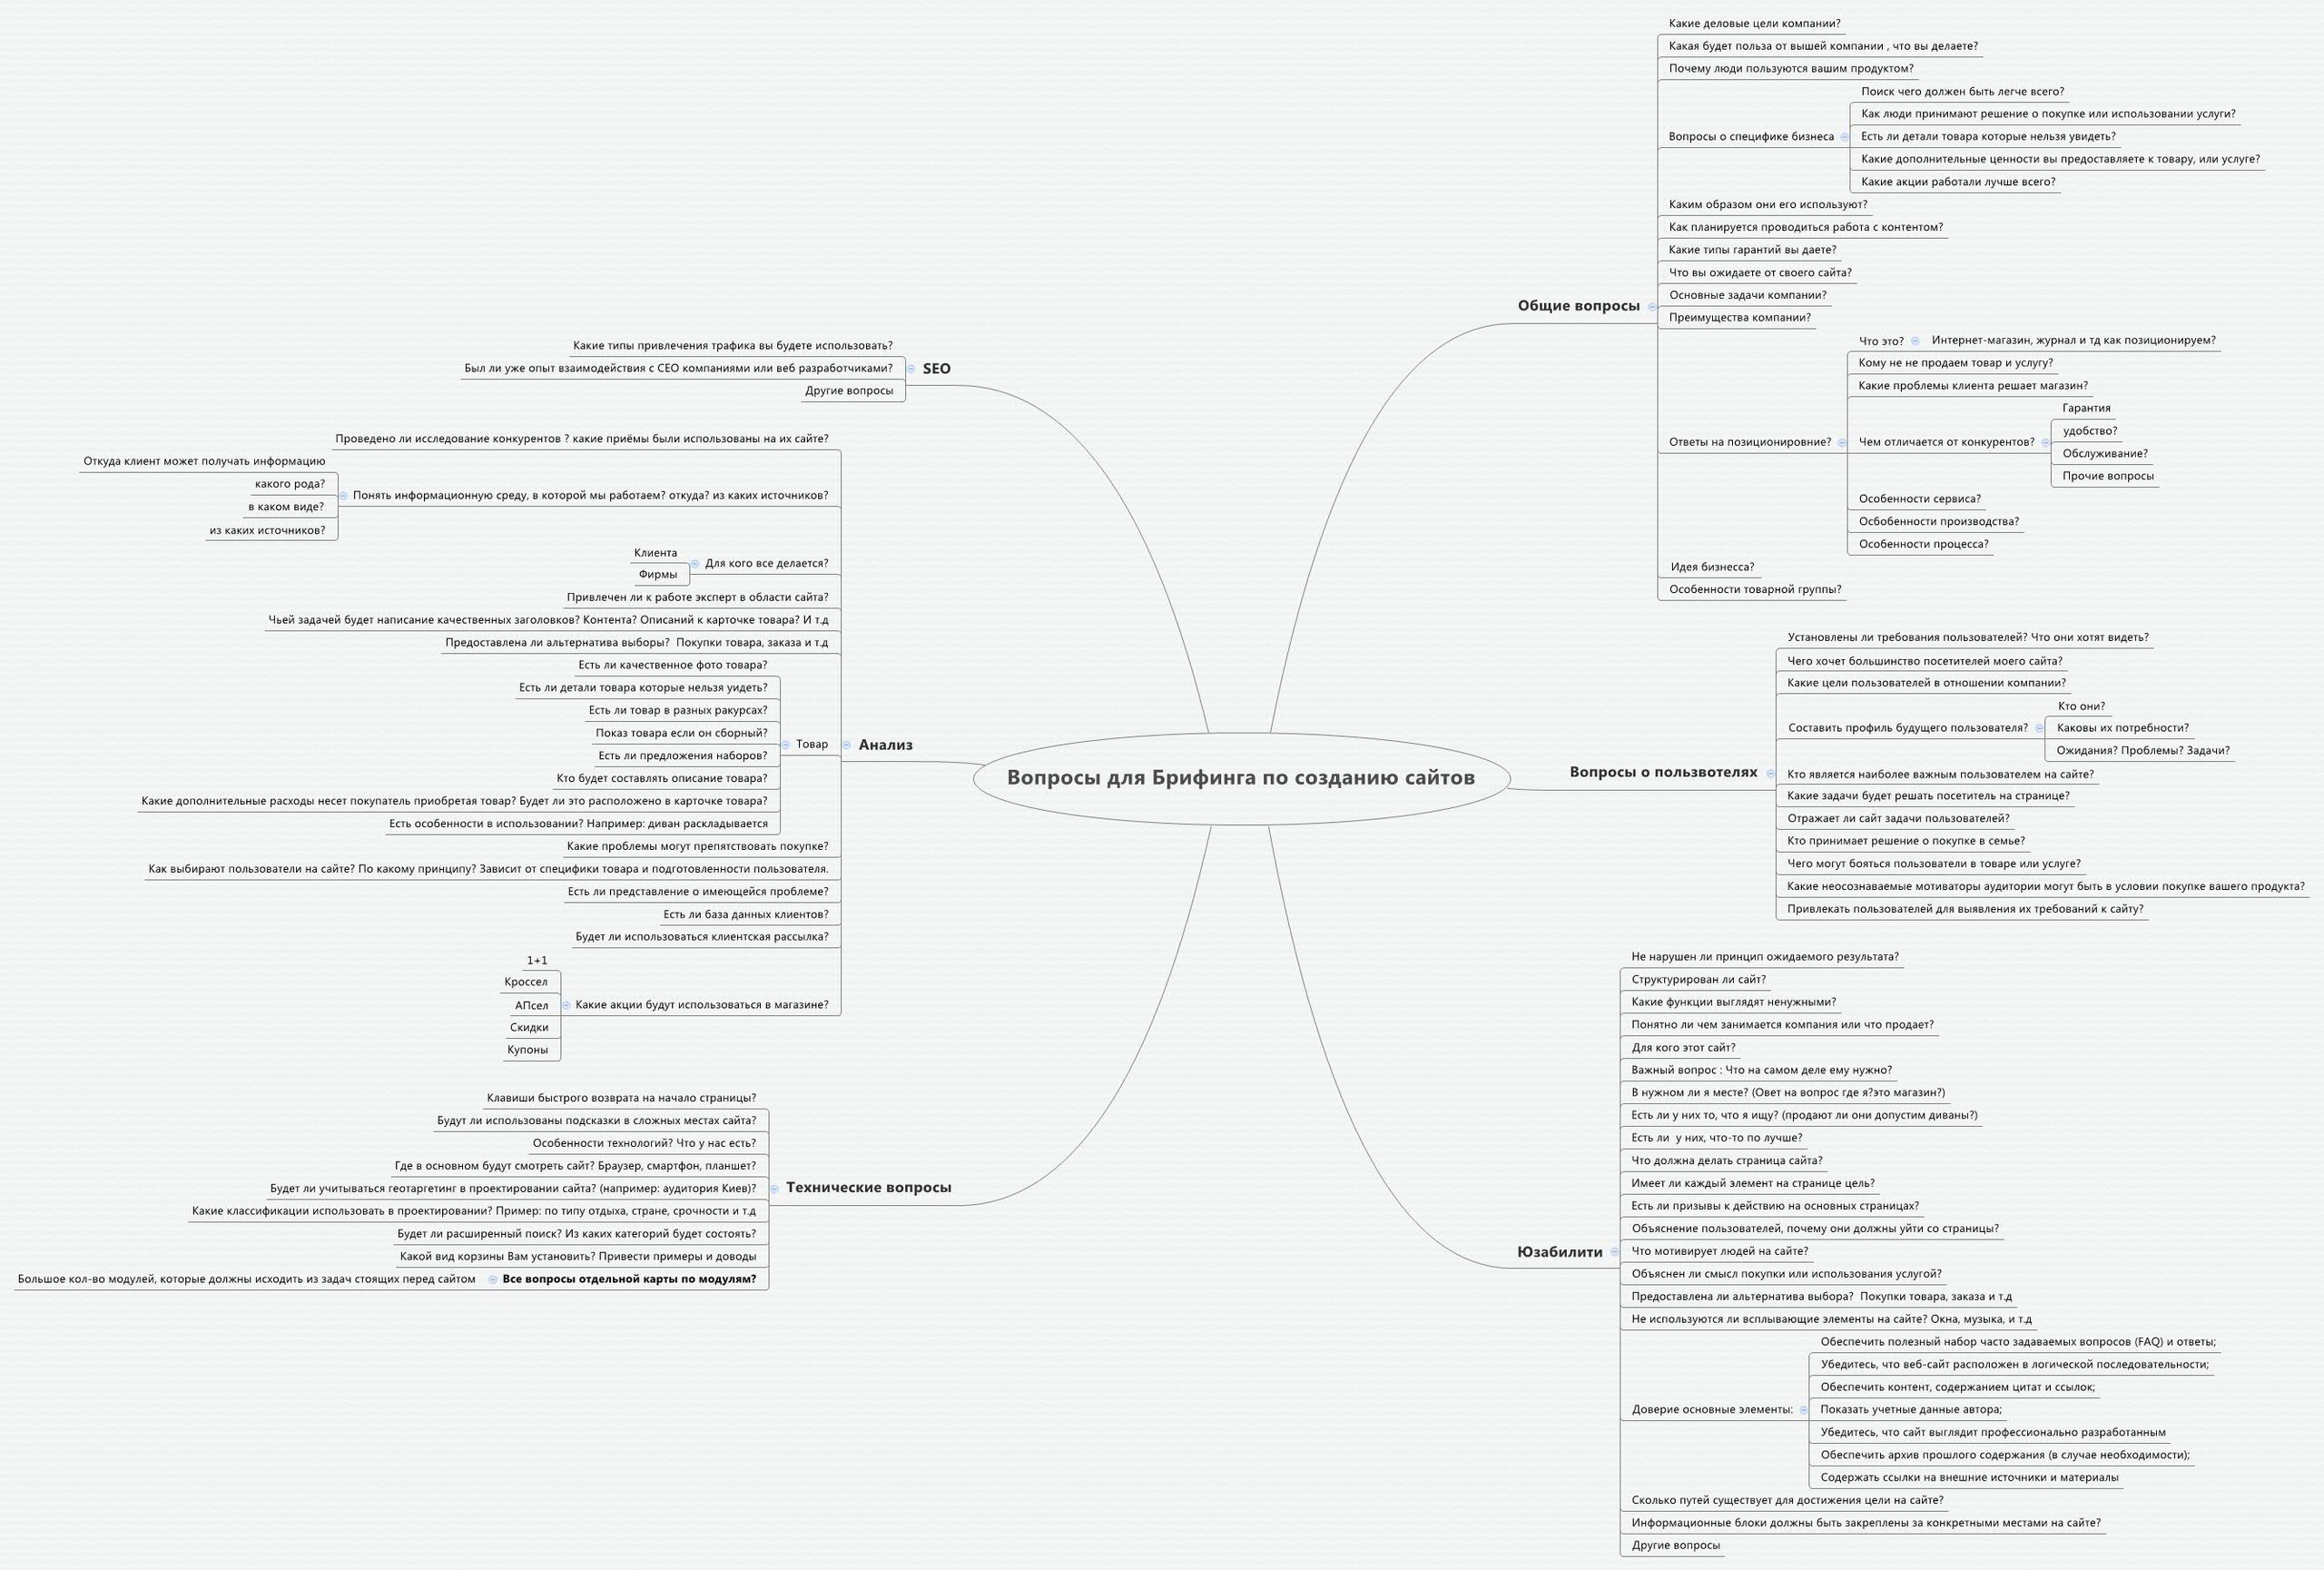 Вопросы для Брифинга по созданию сайтов
Общие вопросы
Какие деловые цели компании?
Какая будет польза от вышей компании , что вы делаете?
Почему люди пользуются вашим продуктом?
Вопросы о специфике бизнеса
Поиск чего должен быть легче всего?
Как люди принимают решение о покупке или использовании услуги?
Есть ли детали товара которые нельзя увидеть?
Какие дополнительные ценности вы предоставляете к товару, или услуге?
Какие акции работали лучше всего?
Каким образом они его используют?
Как планируется проводиться работа с контентом?
Какие типы гарантий вы даете?
Что вы ожидаете от своего сайта?
Основные задачи компании?
Преимущества компании?
Ответы на позиционировние?
Что это?
Интернет-магазин, журнал и тд как позиционируем?
Кому не не продаем товар и услугу?
Какие проблемы клиента решает магазин?
Чем отличается от конкурентов?
Гарантия
удобство?
Обслуживание?
Прочие вопросы
Особенности сервиса?
Осбобенности производства?
Особенности процесса?
Идея бизнесса?
Особенности товарной группы?
Вопросы о пользвотелях
Установлены ли требования пользователей? Что они хотят видеть?
Чего хочет большинство посетителей моего сайта?
Какие цели пользователей в отношении компании?
Составить профиль будущего пользователя?
Кто они?
Каковы их потребности?
Ожидания? Проблемы? Задачи?
Кто является наиболее важным пользователем на сайте?
Какие задачи будет решать посетитель на странице?
Отражает ли сайт задачи пользователей?
Кто принимает решение о покупке в семье?
Чего могут бояться пользователи в товаре или услуге?
Какие неосознаваемые мотиваторы аудитории могут быть в условии покупке вашего продукта?
Привлекать пользователей для выявления их требований к сайту?
Юзабилити
Не нарушен ли принцип ожидаемого результата?
Структурирован ли сайт?
Какие функции выглядят ненужными?
Понятно ли чем занимается компания или что продает?
Для кого этот сайт?
Важный вопрос : Что на самом деле ему нужно?
В нужном ли я месте? (Овет на вопрос где я?это магазин?)
Есть ли у них то, что я ищу? (продают ли они допустим диваны?)
Есть ли  у них, что-то по лучше?
Что должна делать страница сайта?
Имеет ли каждый элемент на странице цель?
Есть ли призывы к действию на основных страницах?
Объяснение пользователей, почему они должны уйти со страницы?
Что мотивирует людей на сайте?
Объяснен ли смысл покупки или использования услугой?
Предоставлена ли альтернатива выбора?  Покупки товара, заказа и т.д
Не используются ли всплывающие элементы на сайте? Окна, музыка, и т.д
Доверие основные элементы:
Обеспечить полезный набор часто задаваемых вопросов (FAQ) и ответы;
Убедитесь, что веб-сайт расположен в логической последовательности;
Обеспечить контент, содержанием цитат и ссылок;
Показать учетные данные автора;
Убедитесь, что сайт выглядит профессионально разработанным
Обеспечить архив прошлого содержания (в случае необходимости);
Содержать ссылки на внешние источники и материалы
Сколько путей существует для достижения цели на сайте?
Информационные блоки должны быть закреплены за конкретными местами на сайте?
Другие вопросы
SEO
Какие типы привлечения трафика вы будете использовать?
Был ли уже опыт взаимодействия с СЕО компаниями или веб разработчиками?
Другие вопросы
Анализ
Проведено ли исследование конкурентов ? какие приёмы были использованы на их сайте?
Понять информационную среду, в которой мы работаем? откуда? из каких источников?
Откуда клиент может получать информацию
какого рода?
в каком виде?
из каких источников?
Для кого все делается?
Клиента
Фирмы
Привлечен ли к работе эксперт в области сайта?
Чьей задачей будет написание качественных заголовков? Контента? Описаний к карточке товара? И т.д
Предоставлена ли альтернатива выборы?  Покупки товара, заказа и т.д
Товар
Есть ли качественное фото товара?
Есть ли детали товара которые нельзя уидеть?
Есть ли товар в разных ракурсах?
Показ товара если он сборный?
Есть ли предложения наборов?
Кто будет составлять описание товара?
Какие дополнительные расходы несет покупатель приобретая товар? Будет ли это расположено в карточке товара?
Есть особенности в использовании? Например: диван раскладывается
Какие проблемы могут препятствовать покупке?
Как выбирают пользователи на сайте? По какому принципу? Зависит от специфики товара и подготовленности пользователя.
Есть ли представление о имеющейся проблеме?
Есть ли база данных клиентов?
Будет ли использоваться клиентская рассылка?
Какие акции будут использоваться в магазине?
1+1
Кроссел
АПсел
Скидки
Купоны
Технические вопросы
Клавиши быстрого возврата на начало страницы?
Будут ли использованы подсказки в сложных местах сайта?
Особенности технологий? Что у нас есть?
Где в основном будут смотреть сайт? Браузер, смартфон, планшет?
Будет ли учитываться геотаргетинг в проектировании сайта? (например: аудитория Киев)?
Какие классификации использовать в проектировании? Пример: по типу отдыха, стране, срочности и т.д
Будет ли расширенный поиск? Из каких категорий будет состоять?
Какой вид корзины Вам установить? Привести примеры и доводы
Все вопросы отдельной карты по модулям?
Большое кол-во модулей, которые должны исходить из задач стоящих перед сайтом